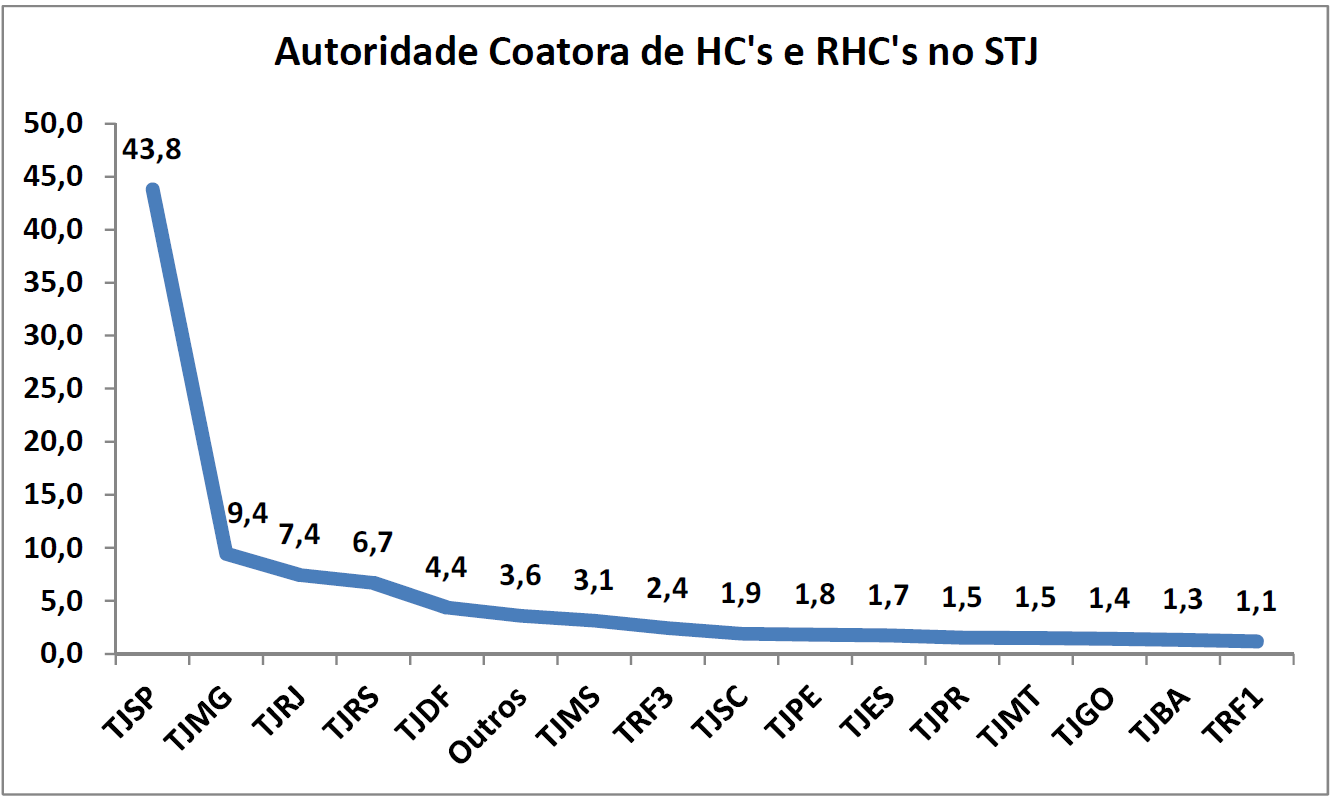 Autoridade Coatora de HC's e RHC's no STJ
50,0
45,0
40,0
35,0
30,0
25,0
20,0
15,0
10,0
5,0
0,0
43,8
9,4
7,4
6,7
4,4
3,6
3,1
2,4
1,9
1,8
1,7
1,5
1,5
1,4
1,3
1,1
TJSP
TJMG
TJRJ
TJRS
TJDF
Outros
TJMS
TRF3
TJSC
TJPE
TJES
TJPR
TJMT
TJGO
TJBA
TRF1